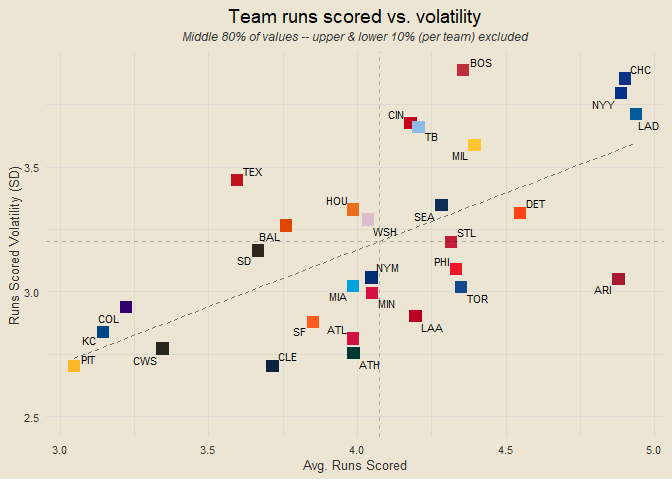 Team runs scored vs. volatility
Middle 80% of values -- upper & lower 10% (per team) excluded
Runs Scored Volatility (SD)
3.5
3.0
2.5
BOS
CHC
NYY
LAD
CIN
TB
MIL
TEX
HOU
WSH
SEA
DET
BAL
SD
STL
PHI
NYM
MIA
MIN
TOR
ARI
COL
KC
SF
ATL
LAA
PIT
CWS
CLE
ATH
3.0
3.5
4.0
4.5
5.0
Avg. Runs Scored